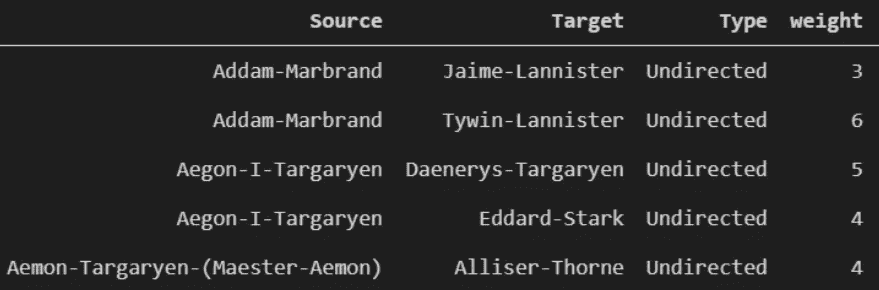 Source Target Type weight
Addam-Marbrand Jaime-Lannister Undirected 3
Addam-Marbrand Tywin-Lannister Undirected 6
Aegon-I-Targaryen Daenerys-Targaryen Undirected 5
Aegon-I-Targaryen Eddard-Stark Undirected 4
Aemon-Targaryen-(Maester-Aemon) Alliser-Thorne Undirected 4